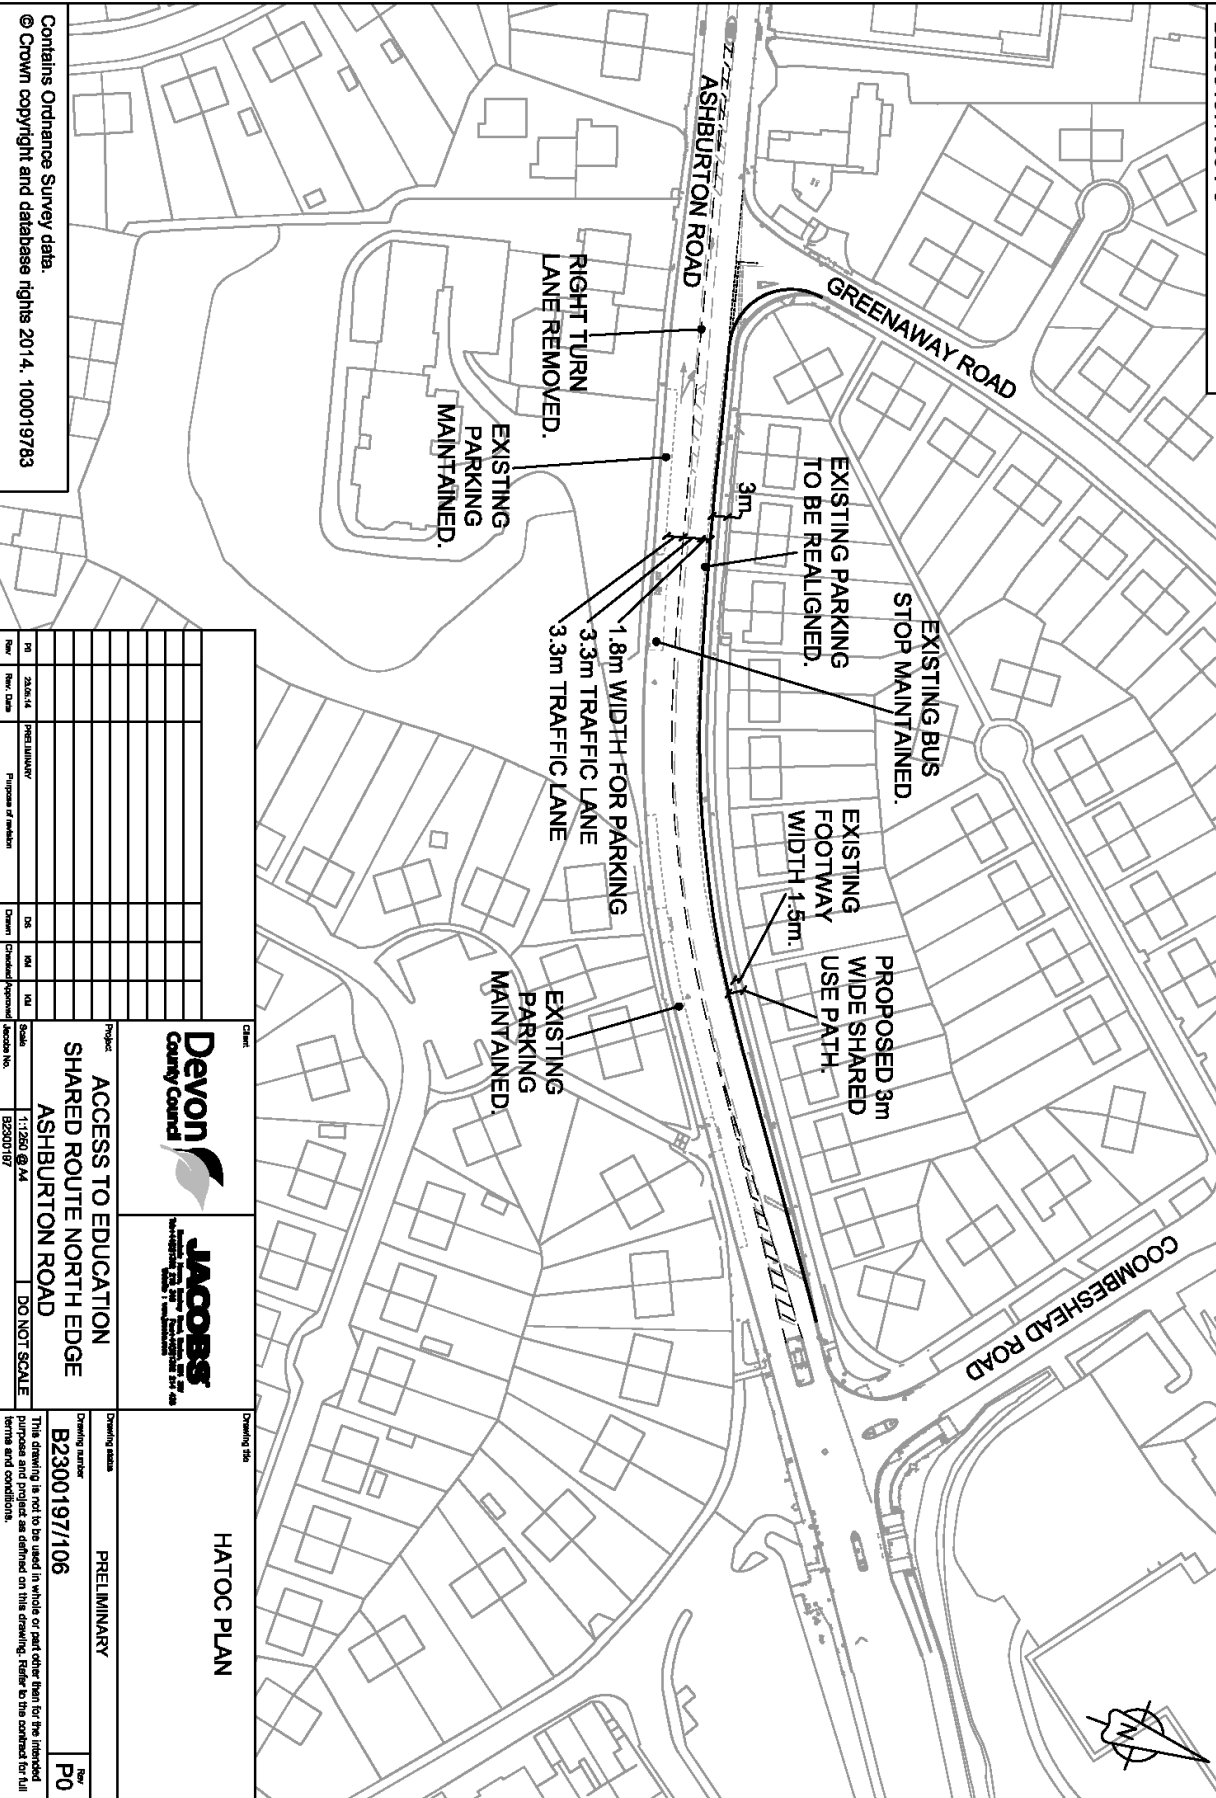 GREENAWAY ROAD
COOMBESHEAD ROAD
ASHBURTON ROAD
EXISTING BUS
STOP MAINTAINED.
EXISTING PARKING
TO BE REALIGNED.
3m
EXISTING
FOOTWAY
WIDTH 1.5m.
PROPOSED 3m
WIDE SHARED
USE PATH.
RIGHT TURN
LANE REMOVED.
EXISTING
PARKING
MAINTAINED.
1.8m WIDTH FOR PARKING
3.3m TRAFFIC LANE
3.3m TRAFFIC LANE
EXISTING
PARKING
MAINTAINED.
N
Contains Ordnance Survey data.
© Crown copyright and database rights 2014. 100019783
P0 23.05.14 PRELIMINARY DS KM KM
Rev Rev. Date Purpose of revision Drawn Checked Approved
Client
Devon
County Council
JACOBS
Project
ACCESS TO EDUCATION
SHARED ROUTE NORTH EDGE
ASHBURTON ROAD
Scale 1:1250 @ A4 DO NOT SCALE
Jacobs No. B2300197
Drawing title
HATOC PLAN
Drawing status
PRELIMINARY
Drawing number
B2300197/106
Rev
P0
This drawing is not to be used in whole or part other than for the intended
purpose and project as defined on this drawing. Refer to the contract for full
terms and conditions.